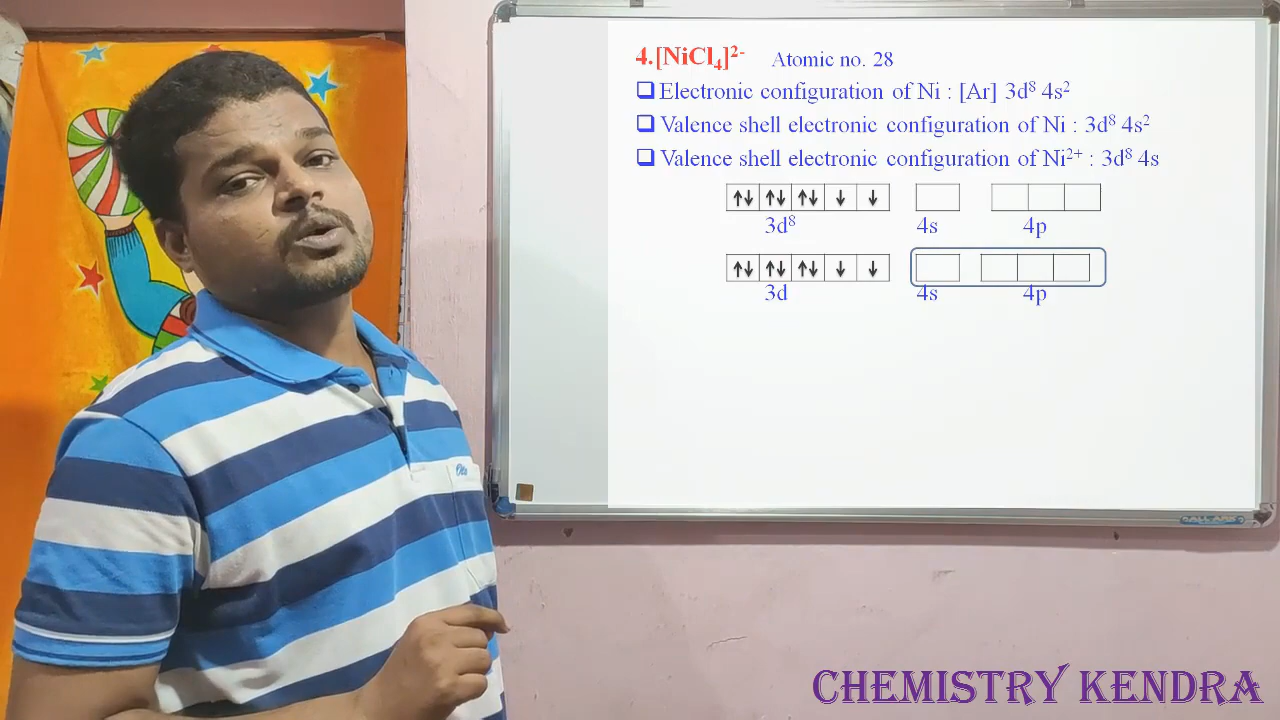 4.[NiCl₄]²⁻ Atomic no. 28
❑ Electronic configuration of Ni : [Ar] 3d⁸ 4s²
❑ Valence shell electronic configuration of Ni : 3d⁸ 4s²
❑ Valence shell electronic configuration of Ni²⁺ : 3d⁸ 4s
↑↓ ↑↓ ↑↓ ↓ ↓
3d⁸ 4s 4p
↑↓ ↑↓ ↑↓ ↓ ↓
3d 4s 4p
CHEMISTRY KENDRA